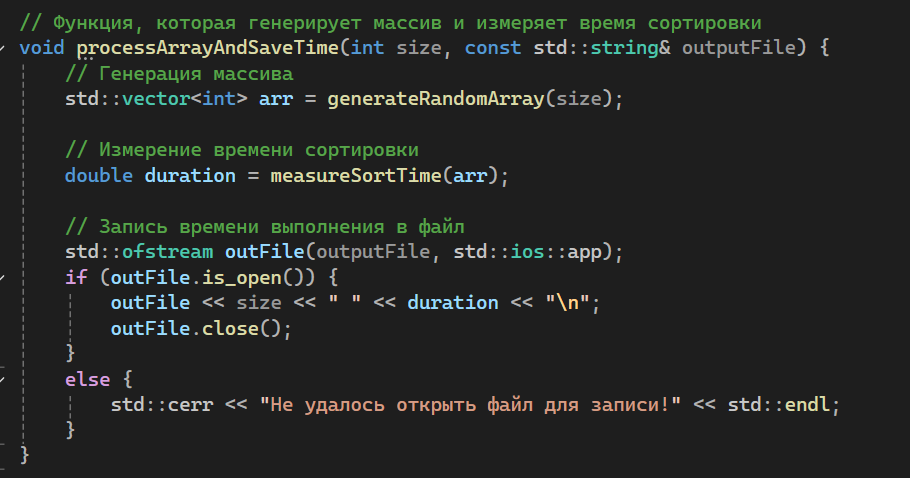 // Функция, которая генерирует массив и измеряет время сортировки
void processArrayAndSaveTime(int size, const std::string& outputFile) {
// Генерация массива
std::vector<int> arr = generateRandomArray(size);
// Измерение времени сортировки
double duration = measureSortTime(arr);
// Запись времени выполнения в файл
std::ofstream outFile(outputFile, std::ios::app);
if (outFile.is_open()) {
outFile << size << " " << duration << "\n";
outFile.close();
}
else {
std::cerr << "Не удалось открыть файл для записи!" << std::endl;
}
}